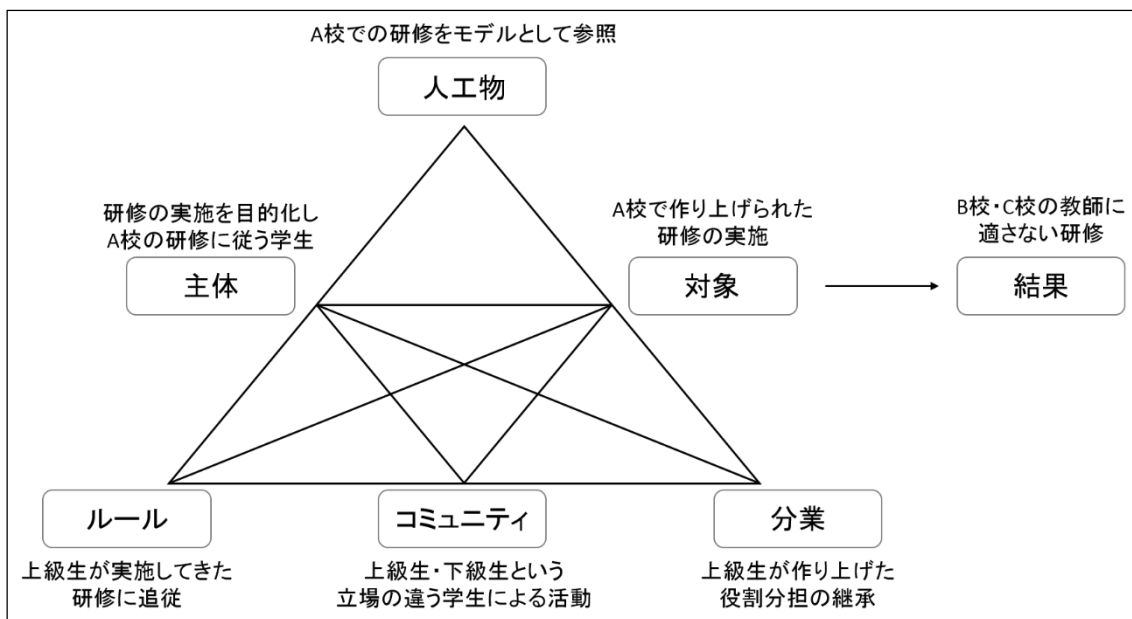 A校での研修をモデルとして参照
人工物
研修の実施を目的化し
A校の研修に従う学生
主体
A校で作り上げられた
研修の実施
対象
B校・C校の教師に
適さない研修
結果
ルール
上級生が実施してきた
研修に追従
コミュニティ
上級生・下級生という
立場の違う学生による活動
分業
上級生が作り上げた
役割分担の継承